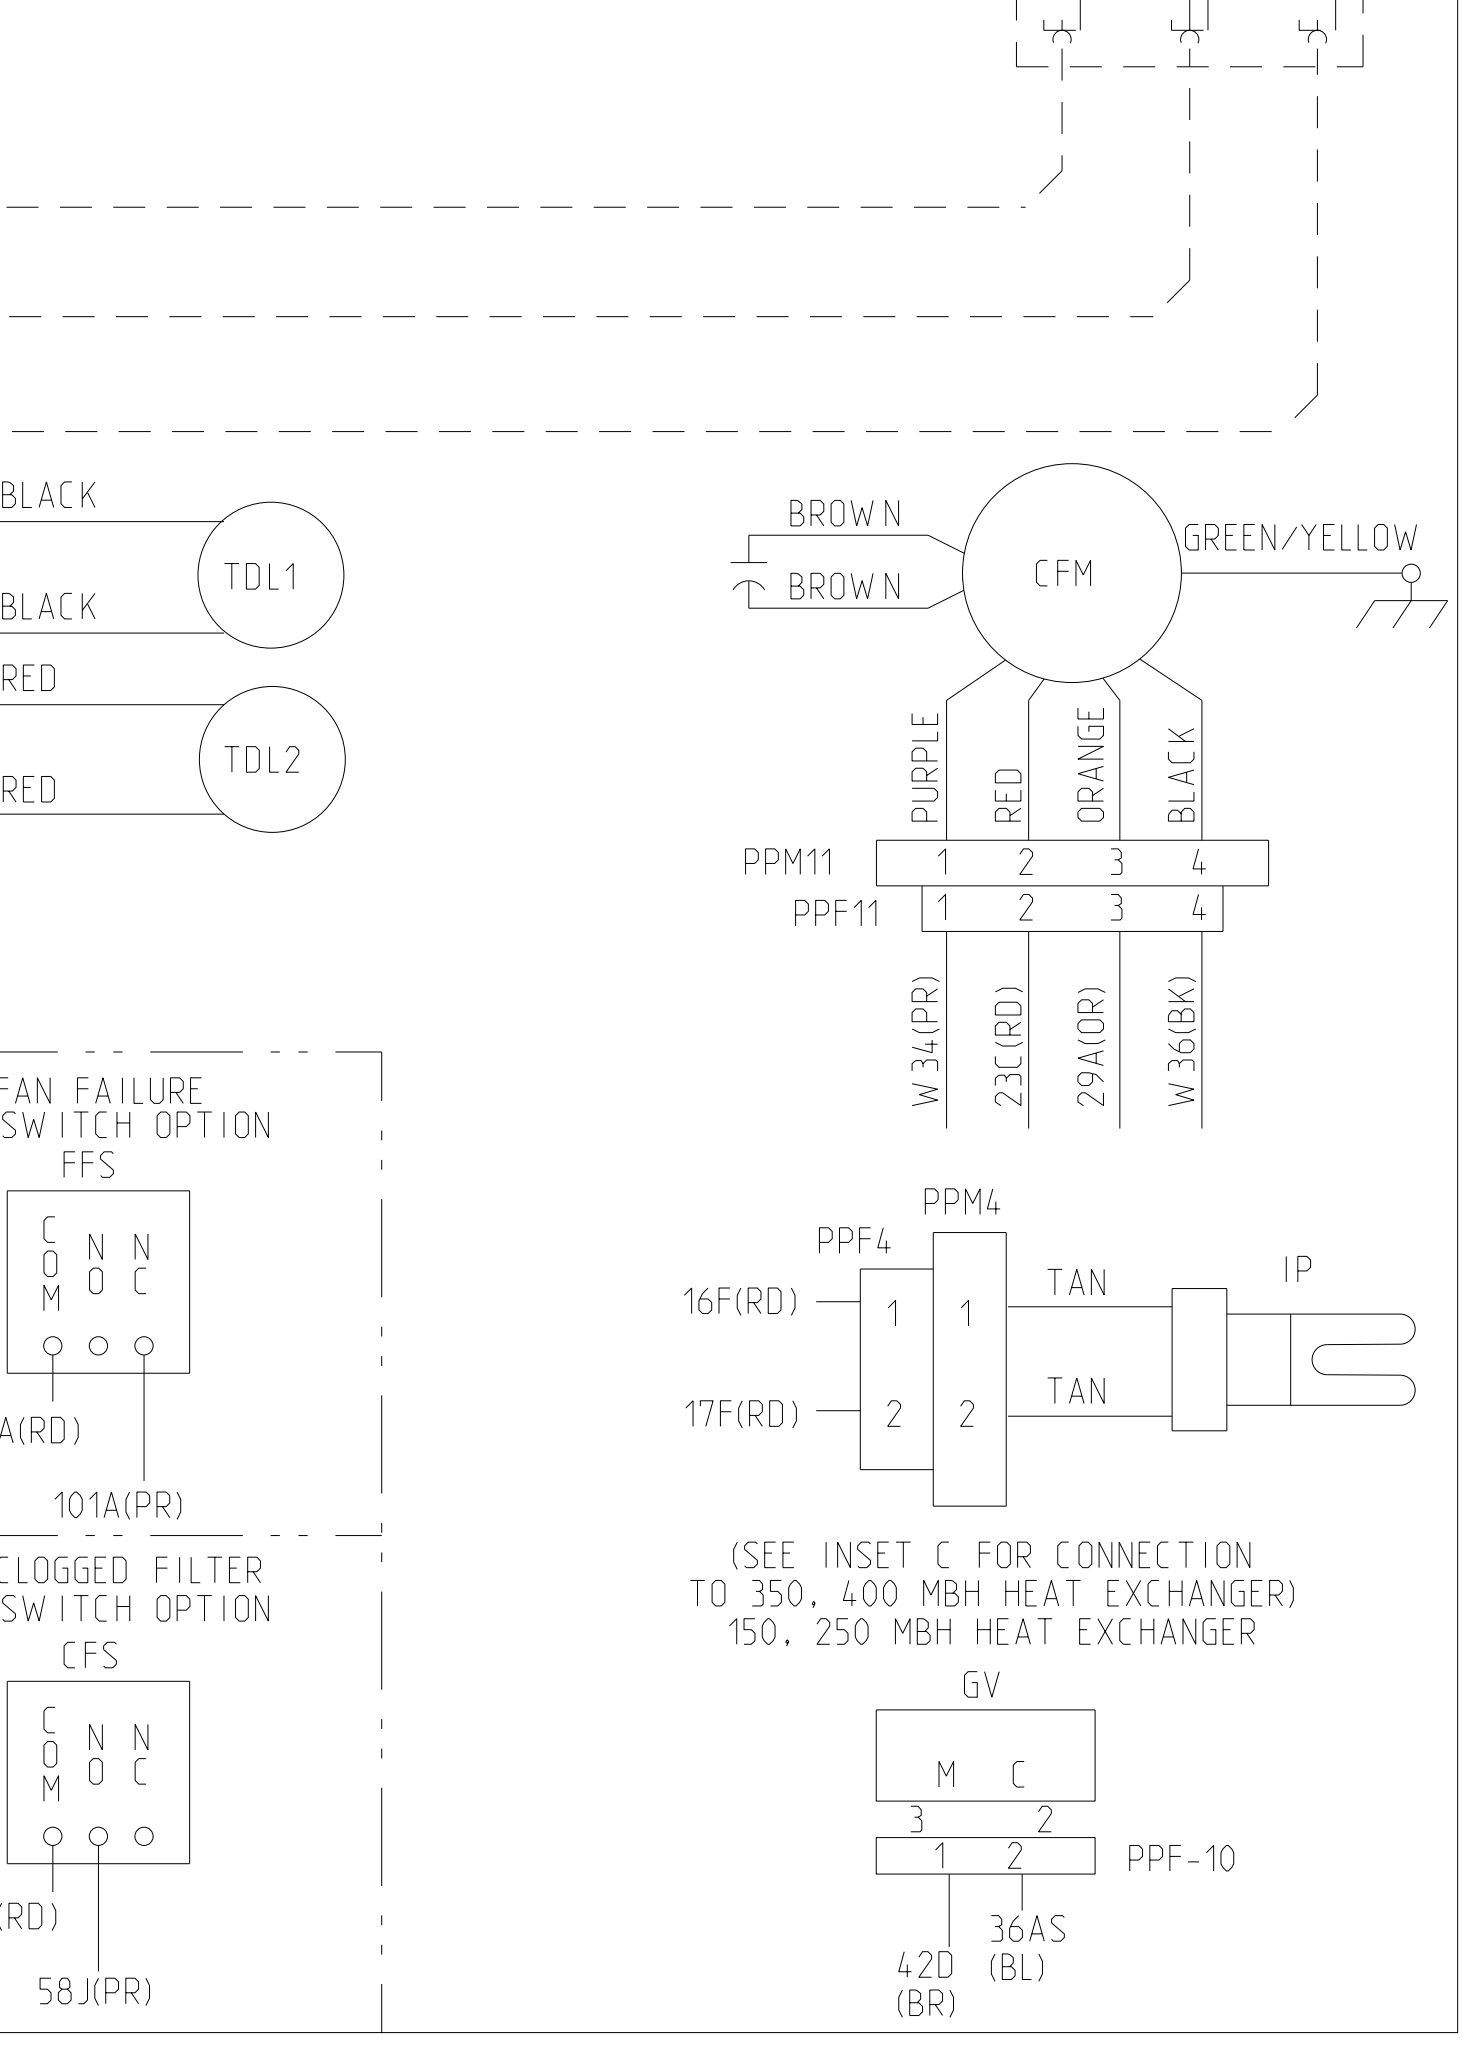 BLACK
TDL1
BLACK
RED
TDL2
RED
BROWN
BROWN
CFM
GREEN/YELLOW
PURPLE
RED
ORANGE
BLACK
PPM11
1 2 3 4
PPF11
1 2 3 4
W34(PR)
23C(RD)
29A(OR)
W36(BK)
FAN FAILURE
SWITCH OPTION
FFS
COM
NO
NC
A(RD)
101A(PR)
CLOGGED FILTER
SWITCH OPTION
CFS
COM
NO
NC
(RD)
58J(PR)
PPM4
PPF4
16F(RD)
1 1
TAN
IP
17F(RD)
2 2
TAN
(SEE INSET C FOR CONNECTION
TO 350, 400 MBH HEAT EXCHANGER)
150, 250 MBH HEAT EXCHANGER
GV
M C
3 2
1 2
PPF-10
36AS
(BL)
42D
(BR)